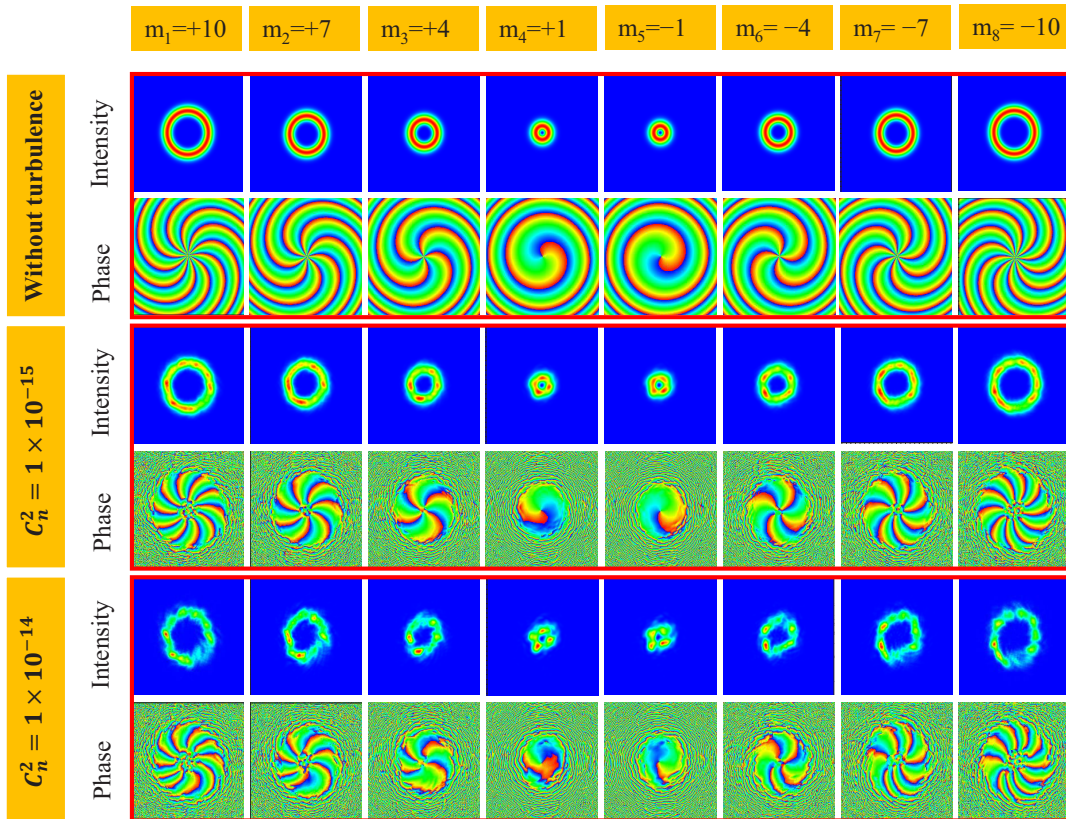 m₁=+10
m₂=+7
m₃=+4
m₄=+1
m₅=−1
m₆=−4
m₇=−7
m₈=−10
Without turbulence
Intensity
Phase
C²ₙ = 1 × 10⁻¹⁵
Intensity
Phase
C²ₙ = 1 × 10⁻¹⁴
Intensity
Phase